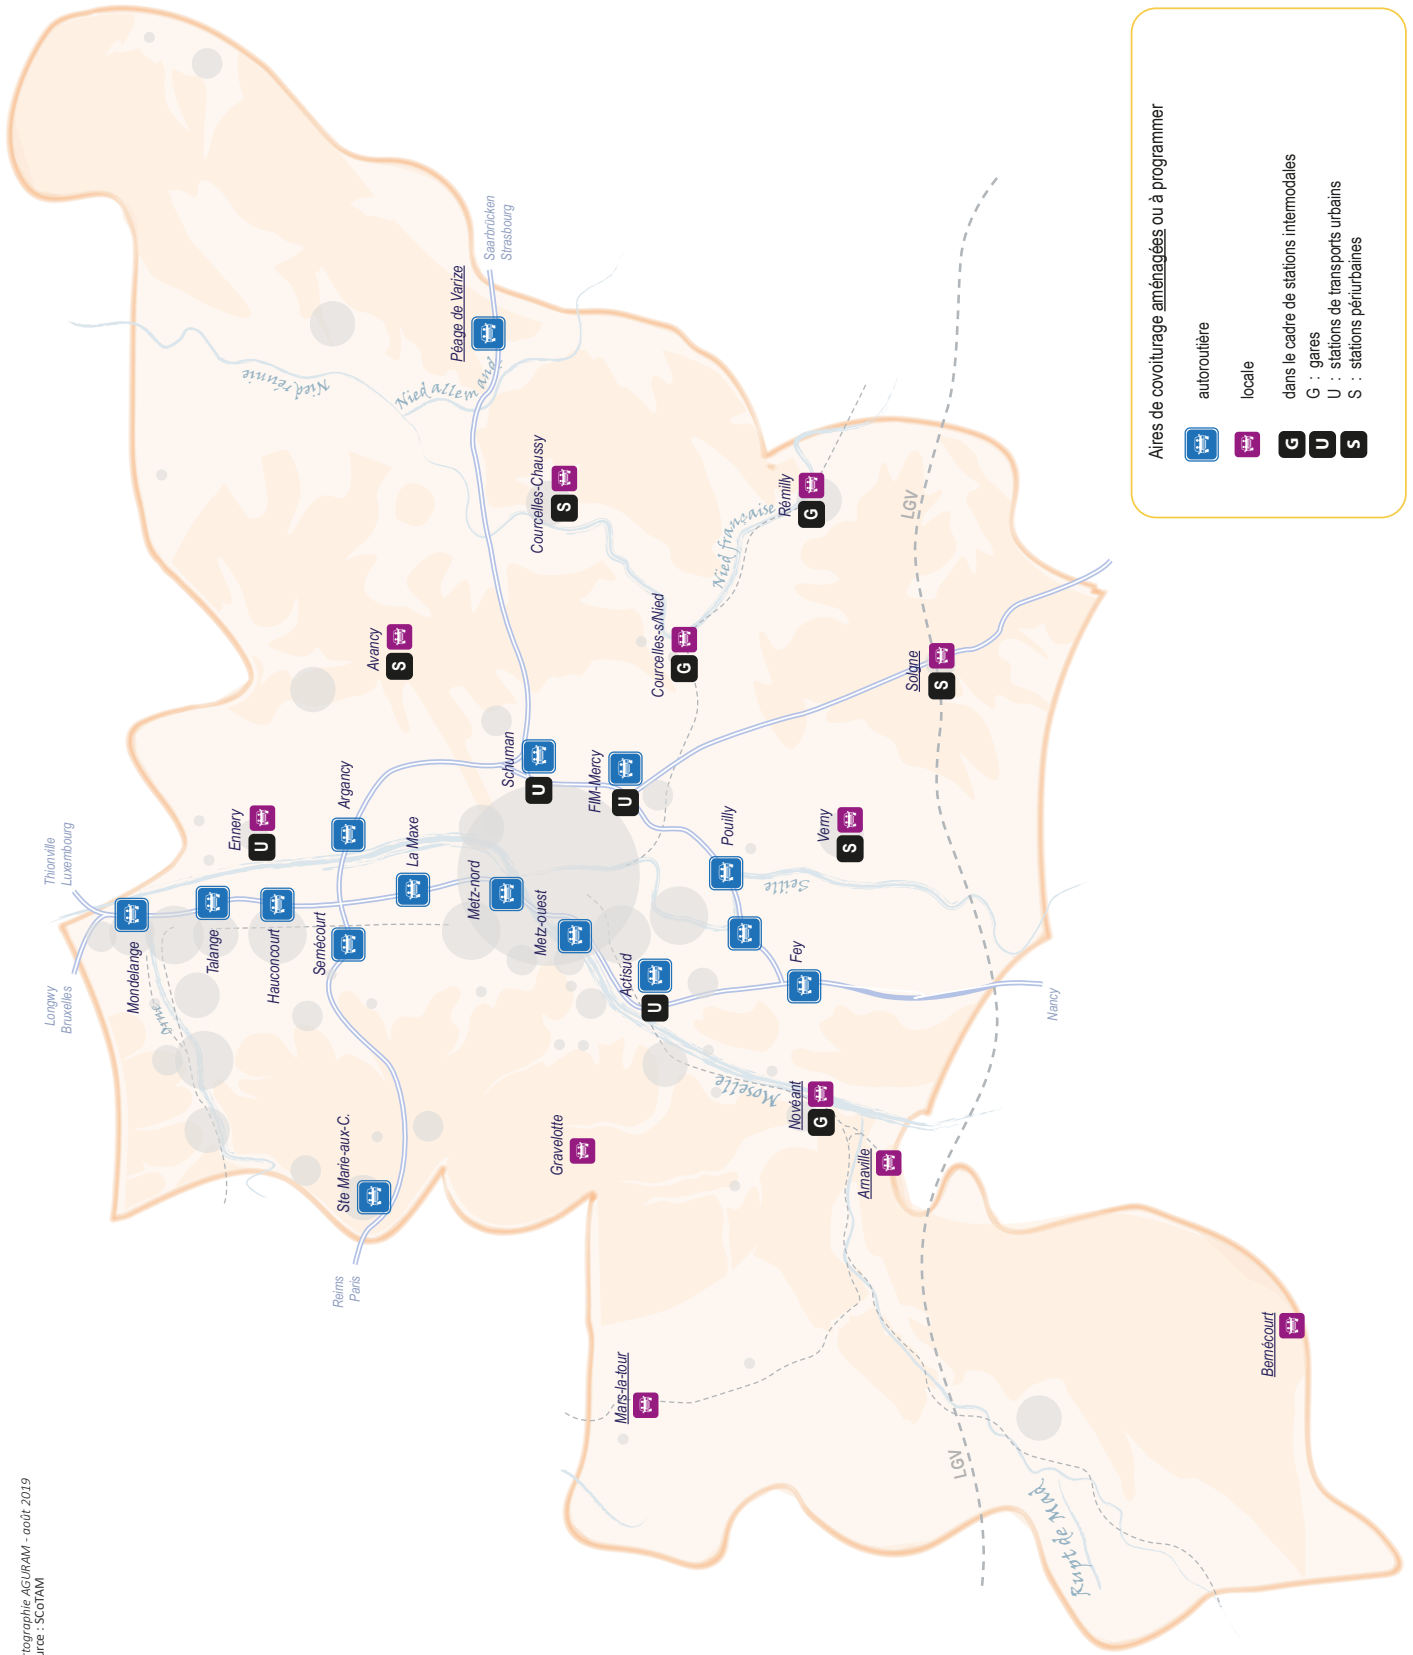 Thionville
Luxembourg
Longwy
Bruxelles
Mondelange
Talange
Hauconcourt
Ennery
U
Semécourt
Argancy
La Maxe
Avancy
S
Ste Marie-aux-C.
Reims
Paris
Orne
Nied réunie
Nied allemand
Péage de Varize
Saarbrücken
Strasbourg
Metz-nord
Metz-ouest
Schuman
U
Courcelles-Chaussy
S
FIM-Mercy
U
Courcelles-s/Nied
G
Nied française
Rémilly
G
Gravelotte
Actisud
U
Pouilly
Fey
Seille
Verny
S
Moselle
Novéant
G
Arnaville
Mars-la-tour
Solgne
S
LGV
LGV
Nancy
Rupt de Mad
Bernécourt
Aires de covoiturage aménagées ou à programmer
autoroutière
locale
dans le cadre de stations intermodales
G
U
S
G : gares
U : stations de transports urbains
S : stations périurbaines
tographie AGURAM - août 2019
urce : SCoTAM